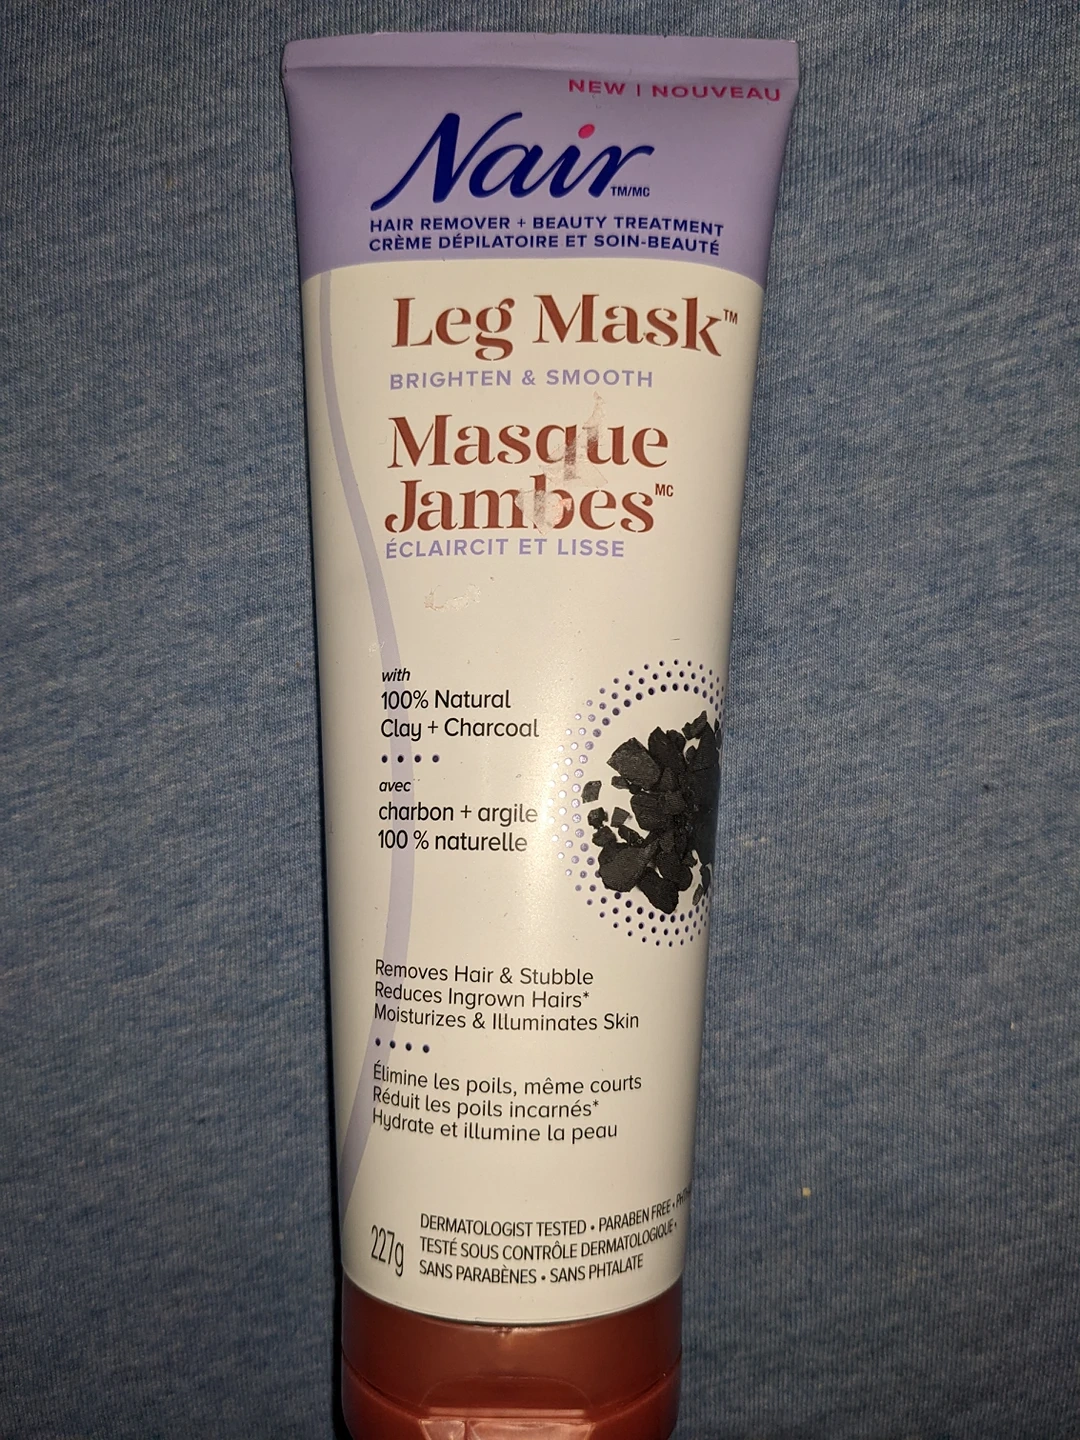 NEW | NOUVEAU
Nair TM/MC
HAIR REMOVER + BEAUTY TREATMENT
CRÈME DÉPILATOIRE ET SOIN-BEAUTÉ
Leg Mask™
BRIGHTEN & SMOOTH
Masque
Jambes MC
ÉCLAIRCIT ET LISSE
with
100% Natural
Clay + Charcoal
avec
charbon + argile
100 % naturelle
Removes Hair & Stubble
Reduces Ingrown Hairs*
Moisturizes & Illuminates Skin
Élimine les poils, même courts
Réduit les poils incarnés*
Hydrate et illumine la peau
227g
DERMATOLOGIST TESTED • PARABEN FREE •
TESTÉ SOUS CONTRÔLE DERMATOLOGIQUE •
SANS PARABÈNES • SANS PHTALATE